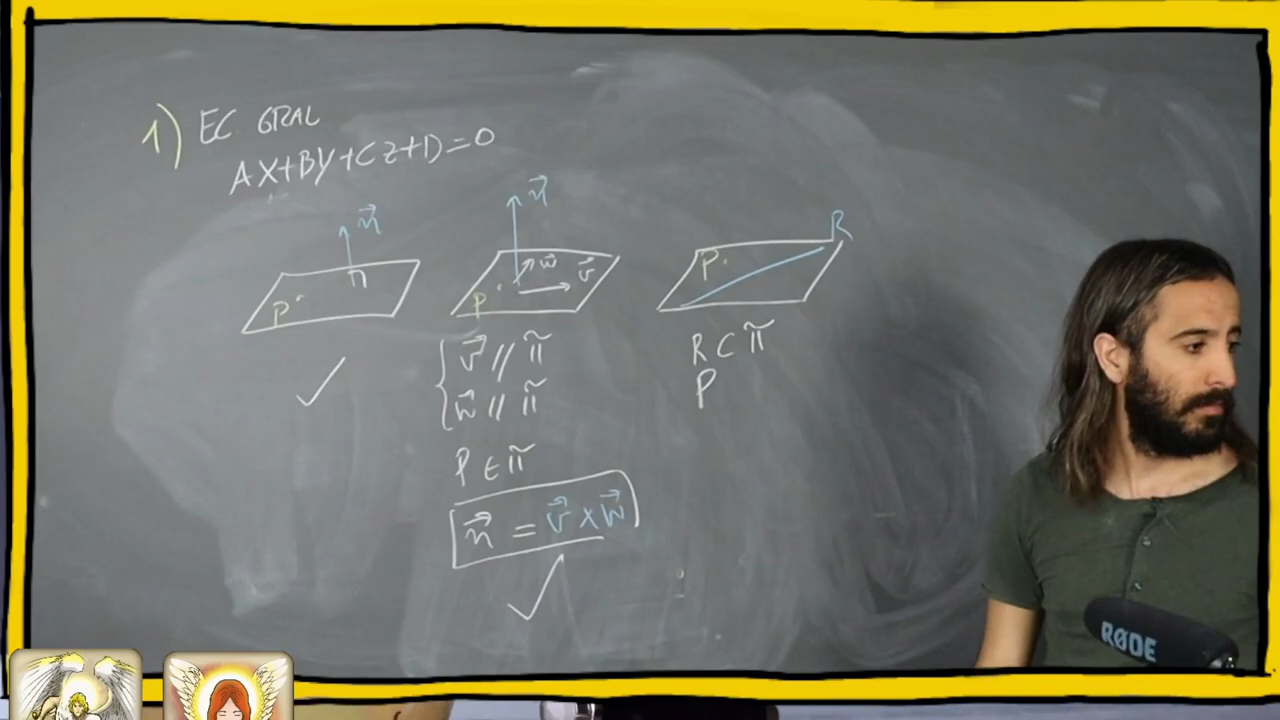 1) EC GRAL
AX+BY+CZ+D=0
n⃗
P
n⃗
w⃗
v⃗
P
R
P
{ v⃗ // π̃
w⃗ // π̃
P ∈ π̃
n⃗ = v⃗ × w⃗
R ⊂ π̃
P
RØDE